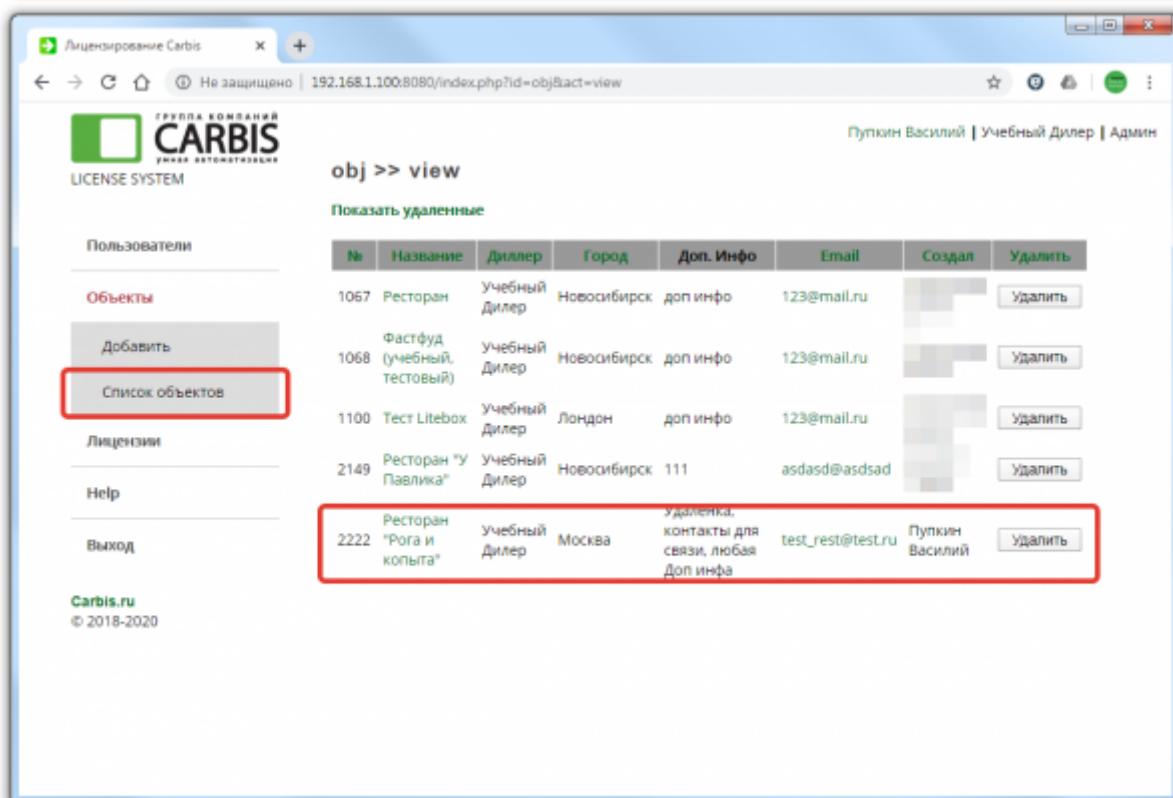 Лицензирование Carbis
Не защищено | 192.168.1.100:8080/index.php?id=obj&act=view
ГРУППА КОМПАНИЙ
CARBIS
умная автоматизация
LICENSE SYSTEM
Пупкин Василий | Учебный Дилер | Админ
obj >> view
Показать удаленные
Пользователи
Объекты
Добавить
Список объектов
Лицензии
Help
Выход
Carbis.ru
© 2018-2020
№ Название Диллер Город Доп. Инфо Email Создал Удалить
1067 Ресторан Учебный Дилер Новосибирск доп инфо 123@mail.ru Удалить
1068 Фастфуд (учебный, тестовый) Учебный Дилер Новосибирск доп инфо 123@mail.ru Удалить
1100 Тест Litebox Учебный Дилер Лондон доп инфо 123@mail.ru Удалить
2149 Ресторан "У Павлика" Учебный Дилер Новосибирск 111 asdasd@asdsad Удалить
2222 Ресторан "Рога и копыта" Учебный Дилер Москва Удаленка, контакты для связи, любая Доп инфа test_rest@test.ru Пупкин Василий Удалить